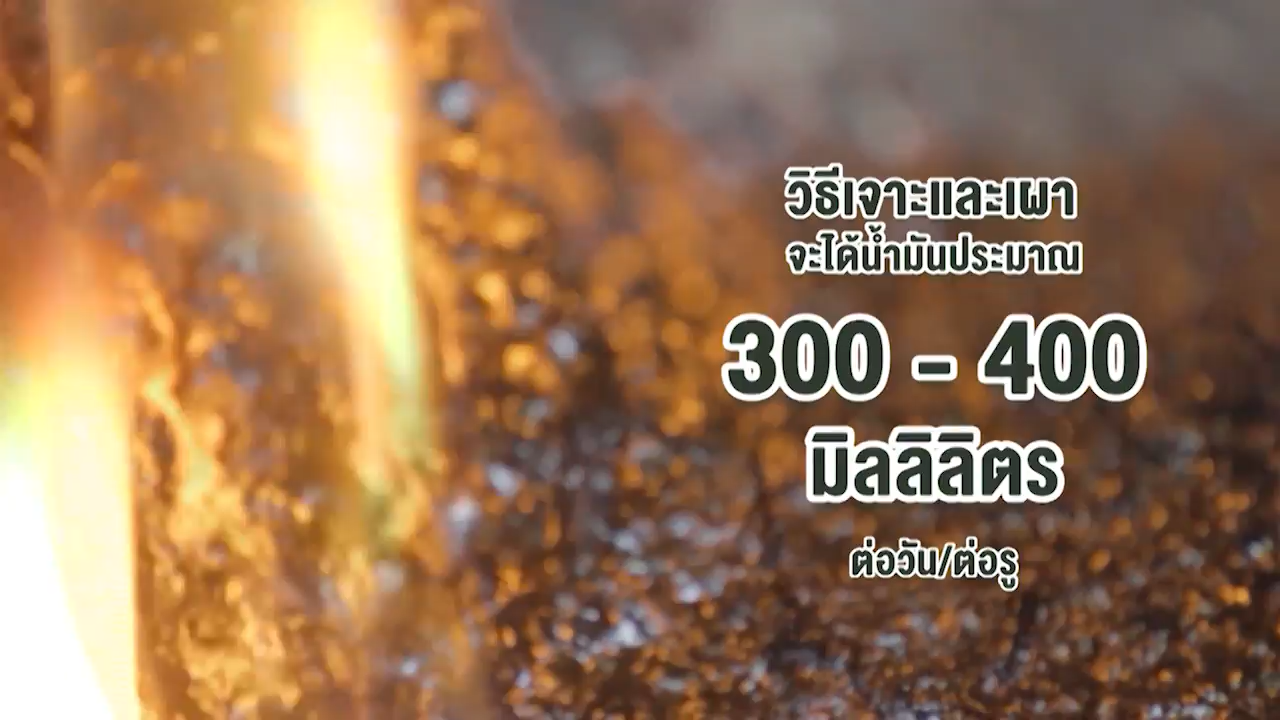 วิธีเจาะและเผา
จะได้น้ำมันประมาณ
300 - 400
มิลลิลิตร
ต่อวัน/ต่อรู